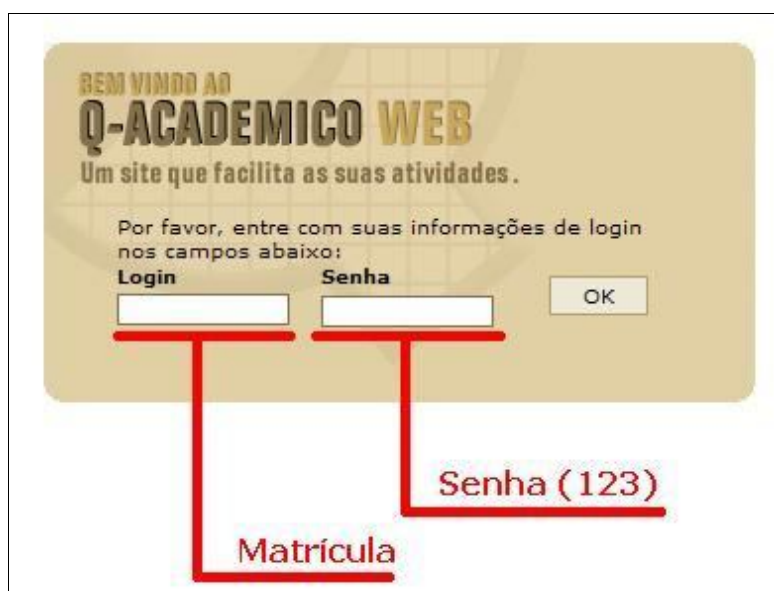 BEM VINDO AO
Q-ACADEMICO WEB
Um site que facilita as suas atividades.
Por favor, entre com suas informações de login
nos campos abaixo:
Login Senha
OK
Senha (123)
Matrícula